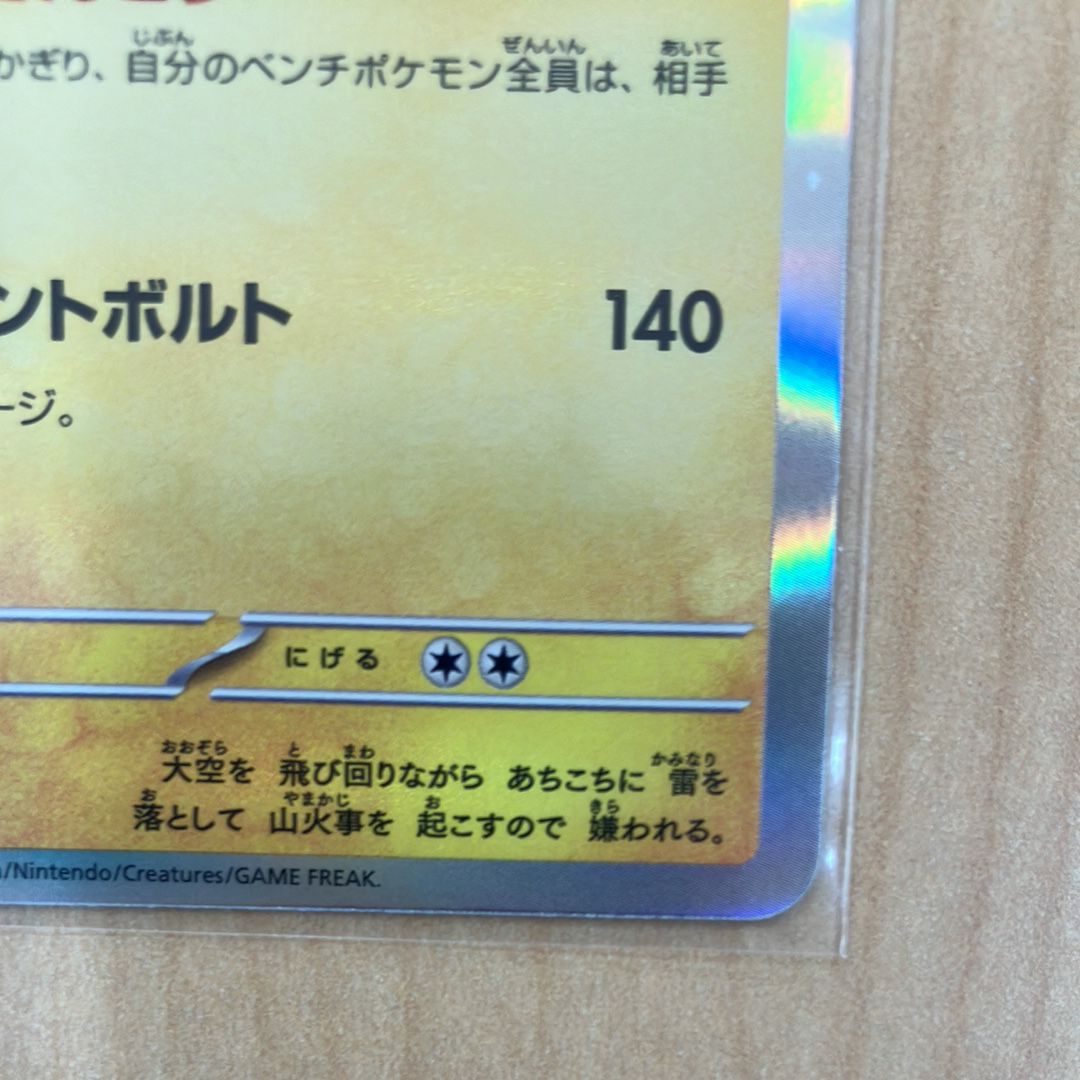 かぎり、自分のベンチポケモン全員は、相手
ントボルト 140
ージ。
にげる
大空を 飛び回りながら あちこちに 雷を
落として 山火事を 起こすので 嫌われる。
/Nintendo/Creatures/GAME FREAK.